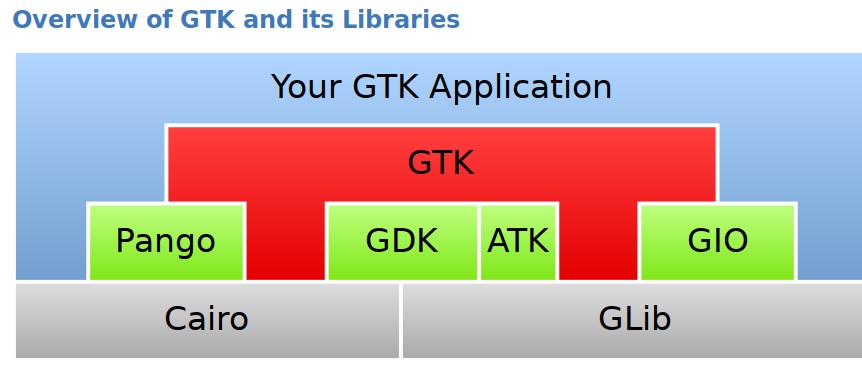 Overview of GTK and its Libraries
Your GTK Application
GTK
Pango GDK ATK GIO
Cairo GLib